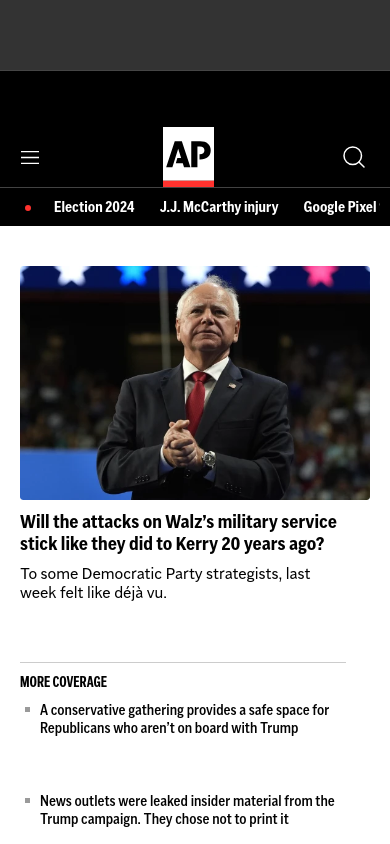 AP
Election 2024
J.J. McCarthy injury
Google Pixel
Will the attacks on Walz’s military service
stick like they did to Kerry 20 years ago?
To some Democratic Party strategists, last
week felt like déjà vu.
MORE COVERAGE
A conservative gathering provides a safe space for
Republicans who aren’t on board with Trump
News outlets were leaked insider material from the
Trump campaign. They chose not to print it